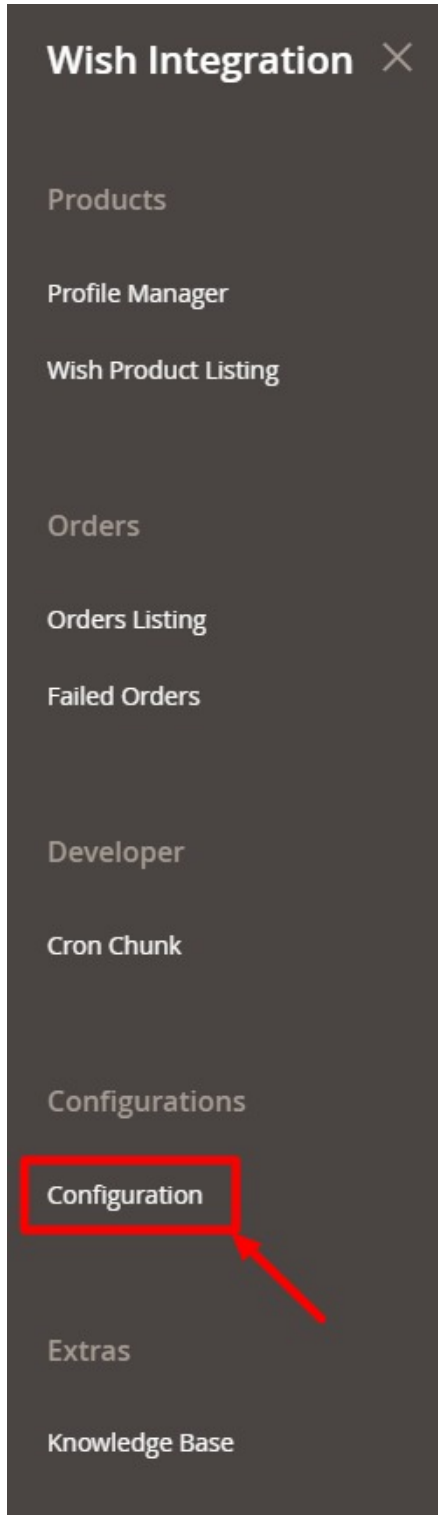 Wish Integration
Products
Profile Manager
Wish Product Listing
Orders
Orders Listing
Failed Orders
Developer
Cron Chunk
Configurations
Configuration
Extras
Knowledge Base